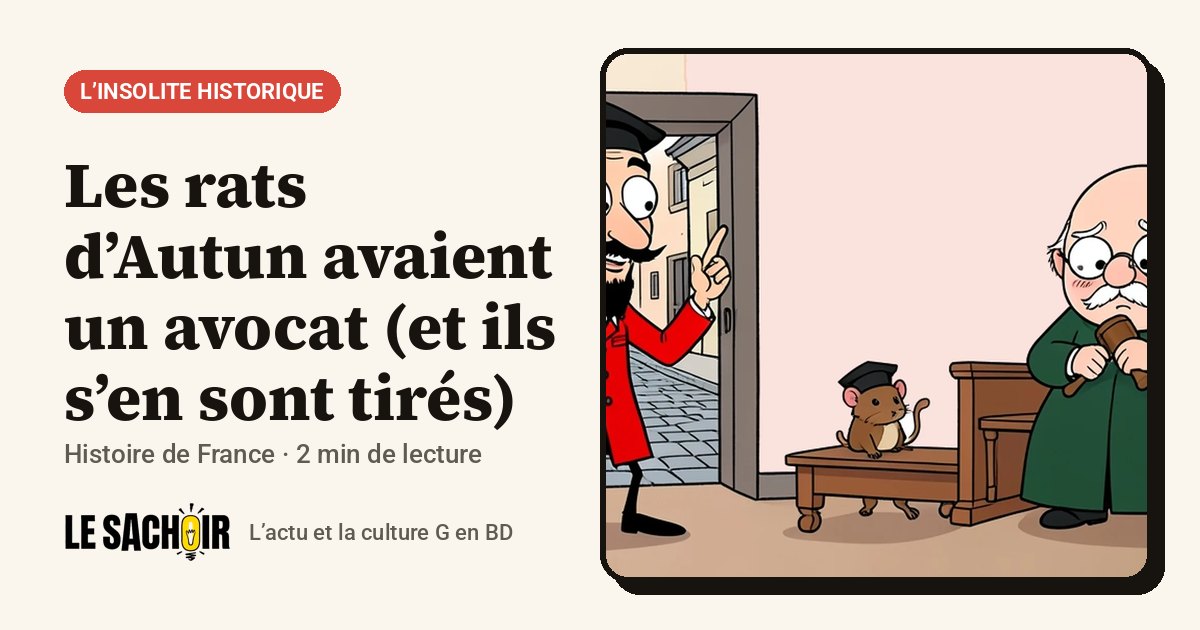 L’INSOLITE HISTORIQUE
Les rats
d’Autun avaient
un avocat (et ils
s’en sont tirés)
Histoire de France · 2 min de lecture
LE SACHOIR
L’actu et la culture G en BD